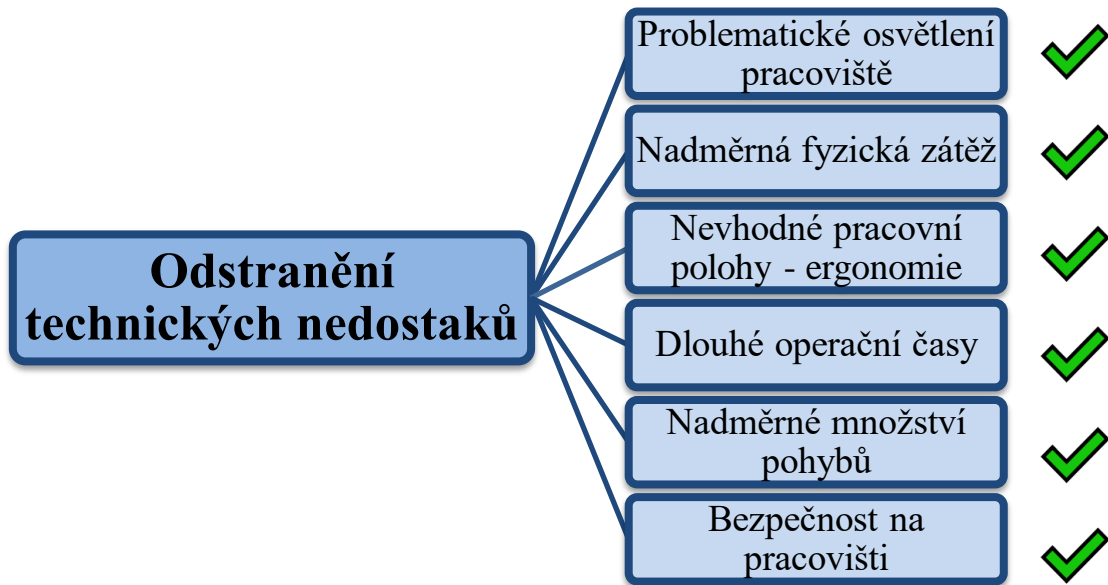 Problematické osvětlení
pracoviště
Nadměrná fyzická zátěž
Nevhodné pracovní
polohy - ergonomie
Odstranění
technických nedostaků
Dlouhé operační časy
Nadměrné množství
pohybů
Bezpečnost na
pracovišti